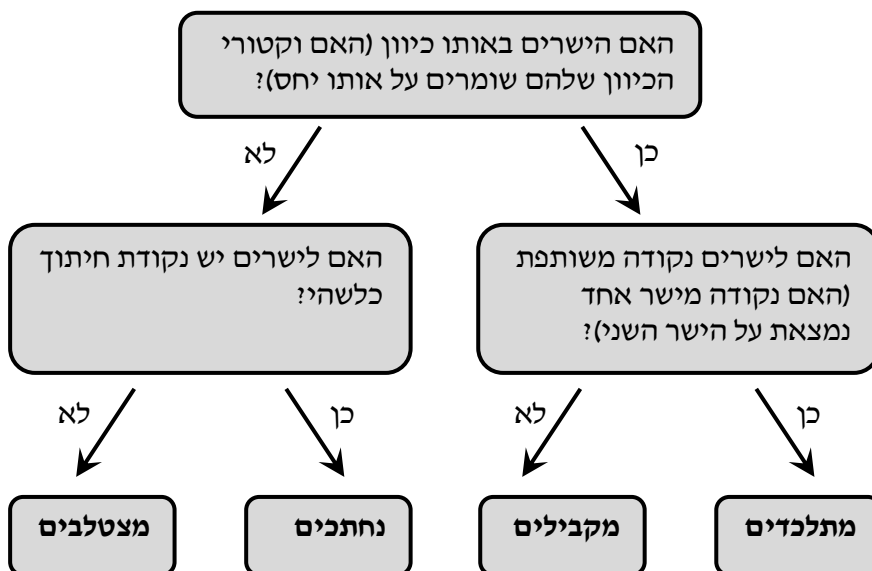 האם הישרים באותו כיוון (האם וקטורי
הכיוון שלהם שומרים על אותו יחס)?
כן
לא
האם לישרים נקודה משותפת
(האם נקודה מישר אחד
נמצאת על הישר השני)?
האם לישרים יש נקודת חיתוך
כלשהי?
כן
לא
כן
לא
מתלכדים
מקבילים
נחתכים
מצטלבים